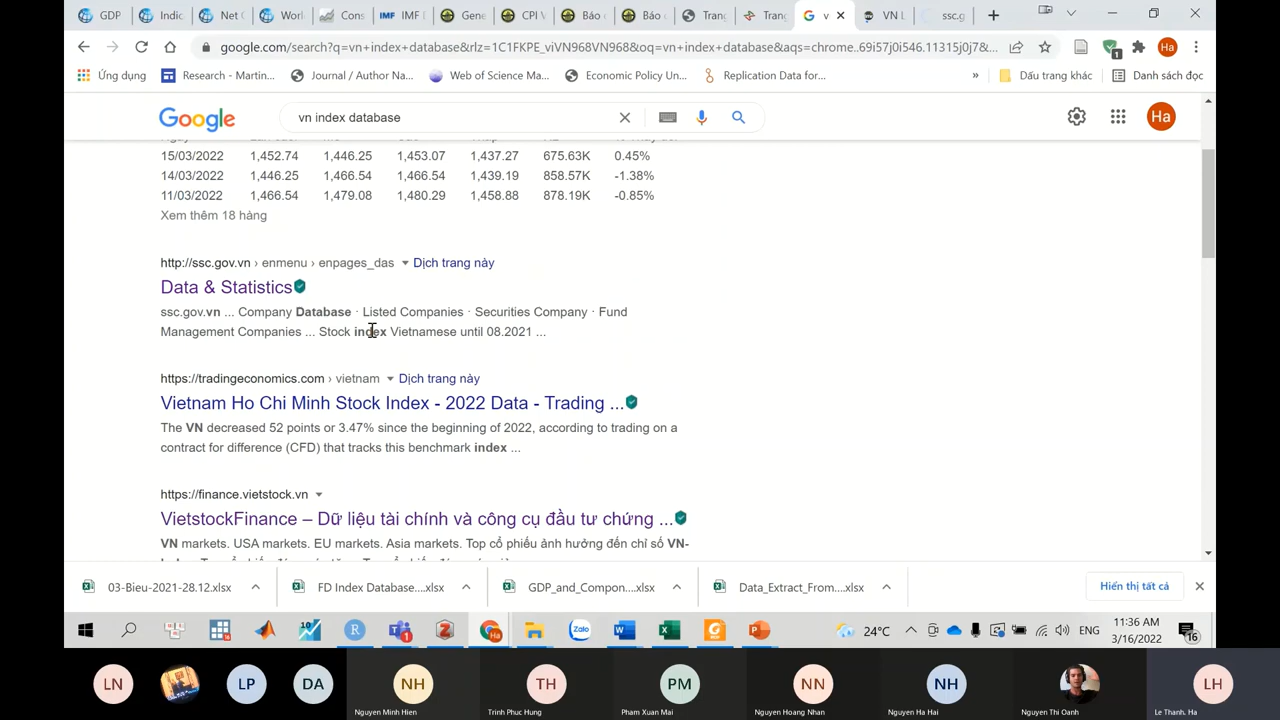 GDP
Indic
Net (
Worl
Cons
IMF IMF D
Gene
CPI V
Báo c
Báo c
Trang
Trang
G v
VN L
ssc.g
google.com/search?q=vn+index+database&rlz=1C1FKPE_viVN968VN968&oq=vn+index+database&aqs=chrome..69i57j0i546.11315j0j7&...
Ha
Ứng dụng
Research - Martin...
Journal / Author Na...
Web of Science Ma...
Economic Policy Un...
Replication Data for...
»
Dấu trang khác
Danh sách đọc
Google
vn index database
Ha
15/03/2022 1,452.74 1,446.25 1,453.07 1,437.27 675.63K 0.45%
14/03/2022 1,446.25 1,466.54 1,466.54 1,439.19 858.57K -1.38%
11/03/2022 1,466.54 1,479.08 1,480.29 1,458.88 878.19K -0.85%
Xem thêm 18 hàng
http://ssc.gov.vn › enmenu › enpages_das Dịch trang này
Data & Statistics
ssc.gov.vn ... Company Database · Listed Companies · Securities Company · Fund
Management Companies ... Stock index Vietnamese until 08.2021 ...
https://tradingeconomics.com › vietnam Dịch trang này
Vietnam Ho Chi Minh Stock Index - 2022 Data - Trading ...
The VN decreased 52 points or 3.47% since the beginning of 2022, according to trading on a
contract for difference (CFD) that tracks this benchmark index ...
https://finance.vietstock.vn
VietstockFinance – Dữ liệu tài chính và công cụ đầu tư chứng ...
VN markets. USA markets. EU markets. Asia markets. Top cổ phiếu ảnh hưởng đến chỉ số VN-
03-Bieu-2021-28.12.xlsx
FD Index Database....xlsx
GDP_and_Compon....xlsx
Data_Extract_From....xlsx
Hiển thị tất cả
24°C
ENG
11:36 AM
3/16/2022
16
LN
LP
DA
NH
Nguyen Minh Hien
TH
Trinh Phuc Hung
PM
Pham Xuan Mai
NN
Nguyen Hoang Nhan
NH
Nguyen Ha Hai
Nguyen Thi Oanh
LH
Le Thanh. Ha